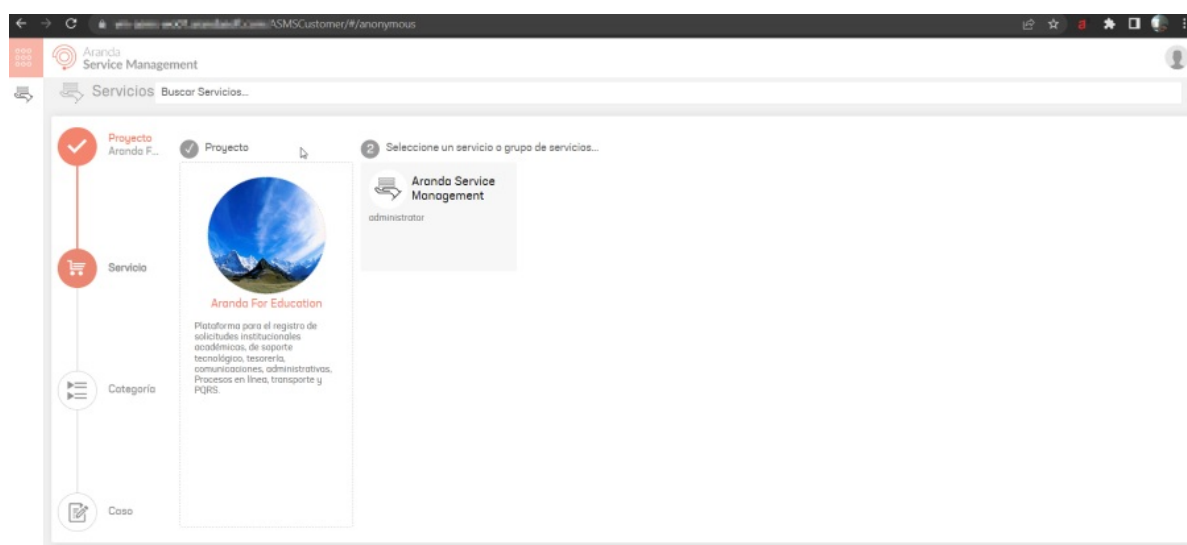 ASMSCustomer/#/anonymous
Aranda
Service Management
Servicios Buscar Servicios...
Proyecto
Aranda F...
Proyecto
2 Seleccione un servicio o grupo de servicios...
Aranda Service
Management
administrator
Servicio
Aranda For Education
Plataforma para el registro de
solicitudes institucionales
académicas, de soporte
tecnológico, tesorería,
comunicaciones, administrativas,
Procesos en línea, transporte y
PQRS.
Categoría
Caso